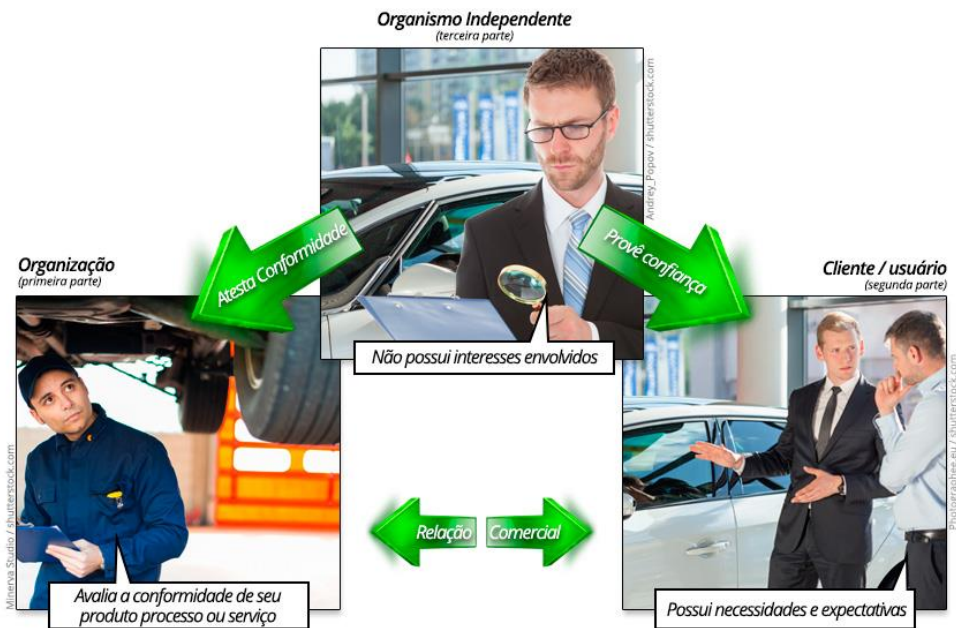 Organismo Independente
(terceira parte)
Andrey_Popov / shutterstock.com
Atesta Conformidade
Provê confiança
Organização
(primeira parte)
Cliente / usuário
(segunda parte)
Não possui interesses envolvidos
Minerva Studio / shutterstock.com
Photographee.eu / shutterstock.com
Relação
Comercial
Avalia a conformidade de seu
produto processo ou serviço
Possui necessidades e expectativas